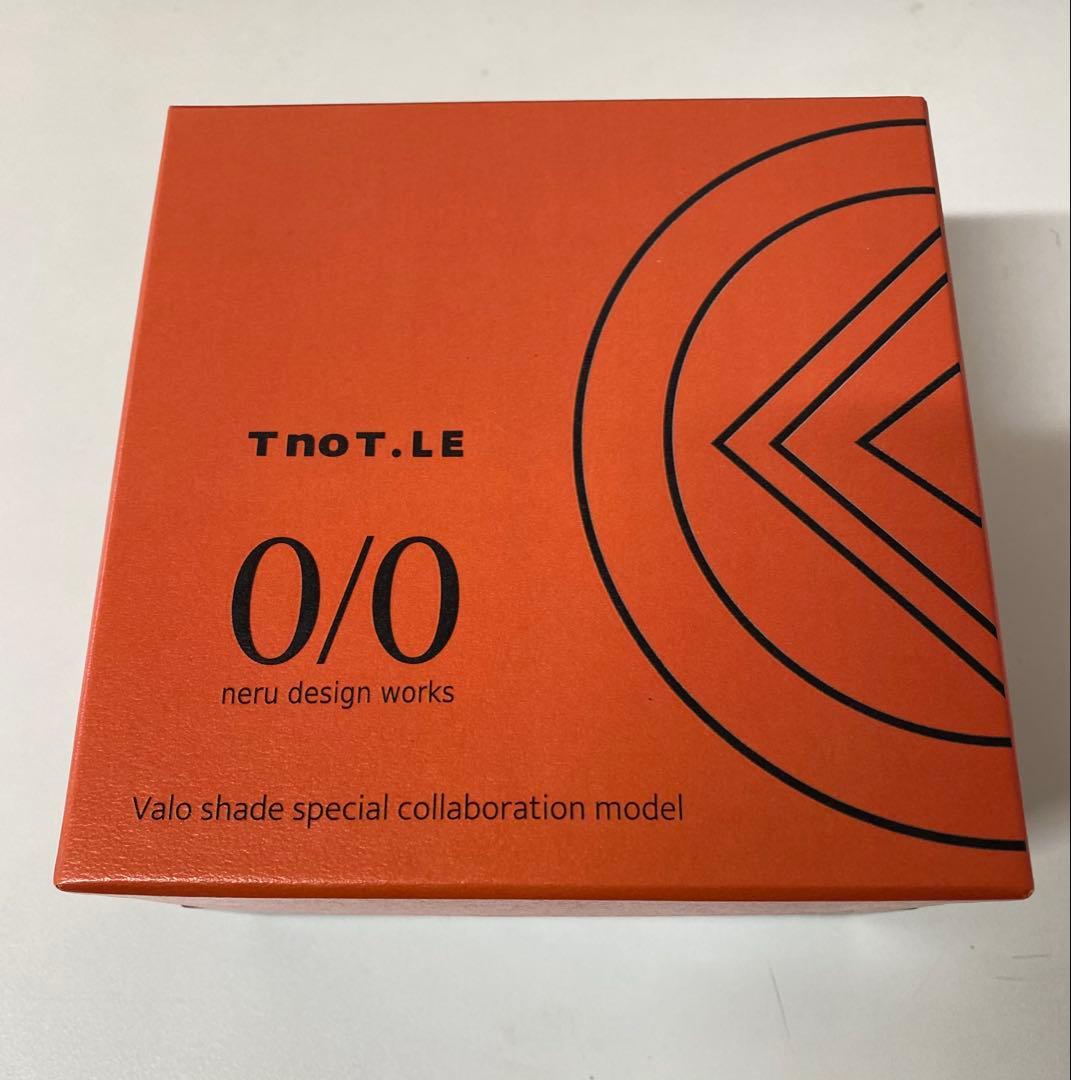 TnoT.LE
0/0
neru design works
Valo shade special collaboration model